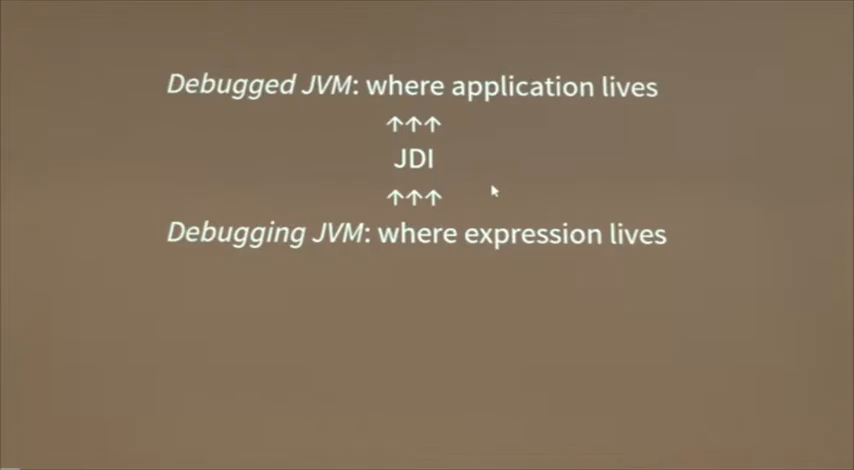 Debugged JVM: where application lives
↑↑↑
JDI
↑↑↑
Debugging JVM: where expression lives